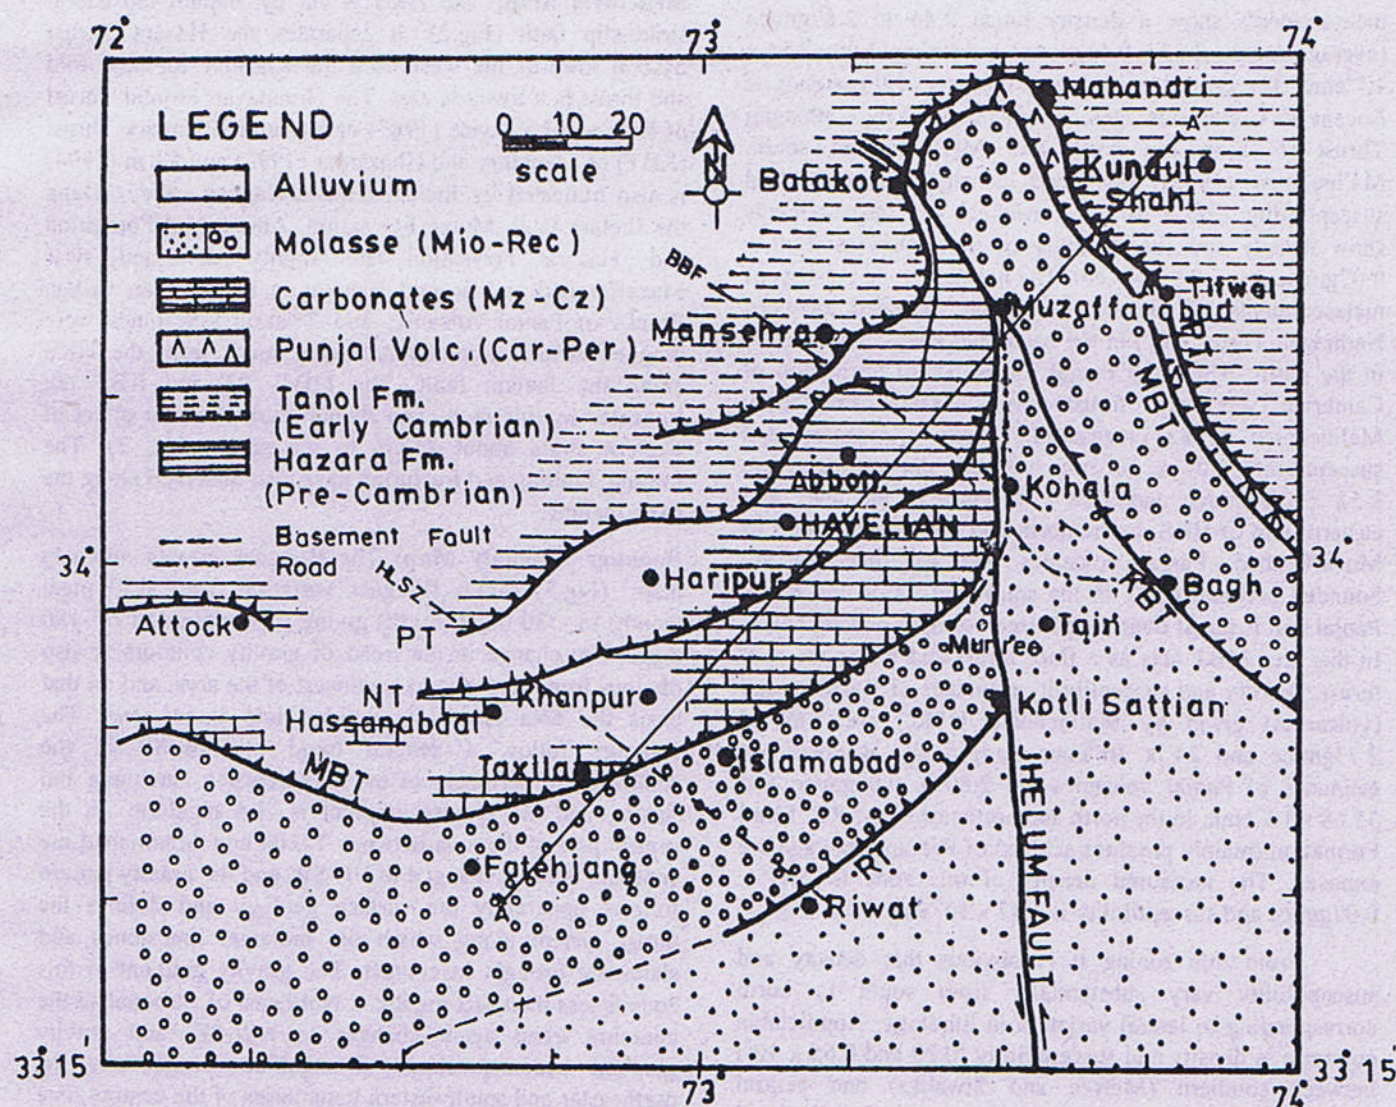 72°
73°
74°
LEGEND
Alluvium
Molasse (Mio-Rec)
Carbonates (Mz-Cz)
Punjal Volc. (Car-Per)
Tanol Fm.
(Early Cambrian)
Hazara Fm.
(Pre-Cambrian)
Basement Fault
Road
0 10 20
scale
N
Mahandri
A'
Kundul
Shahi
Balakot
BBF
Titwal
Muzaffarabad
Mansehra
MBT
Abbott
Kohala
HAVELIAN
34°
34°
HLSZ
Haripur
Bagh
Attock
PT
Tain
Murree
NT
Khanpur
Kotli Sattian
Hassanabdal
MBT
Taxila
Islamabad
JHELUM FAULT
Fatehjang
RT
A
Riwat
33°15
73°
74°
33°15